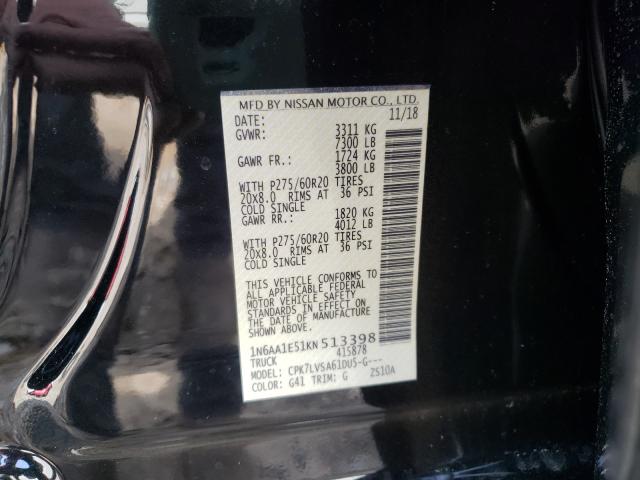 MFD BY NISSAN MOTOR CO., LTD.
DATE: 11/18
GVWR: 3311 KG
7300 LB
GAWR FR.: 1724 KG
3800 LB
WITH P275/60R20 TIRES
20X8.0 RIMS AT 36 PSI
COLD SINGLE
GAWR RR.: 1820 KG
4012 LB
WITH P275/60R20 TIRES
20X8.0 RIMS AT 36 PSI
COLD SINGLE
THIS VEHICLE CONFORMS TO
ALL APPLICABLE FEDERAL
MOTOR VEHICLE SAFETY
STANDARDS IN EFFECT ON
THE DATE OF MANUFACTURE
SHOWN ABOVE.
1N6AA1E51KN513398
TRUCK 415878
MODEL: CPK7LVSA61DU5-G---
COLOR: G41 TRIM: G ZS10A